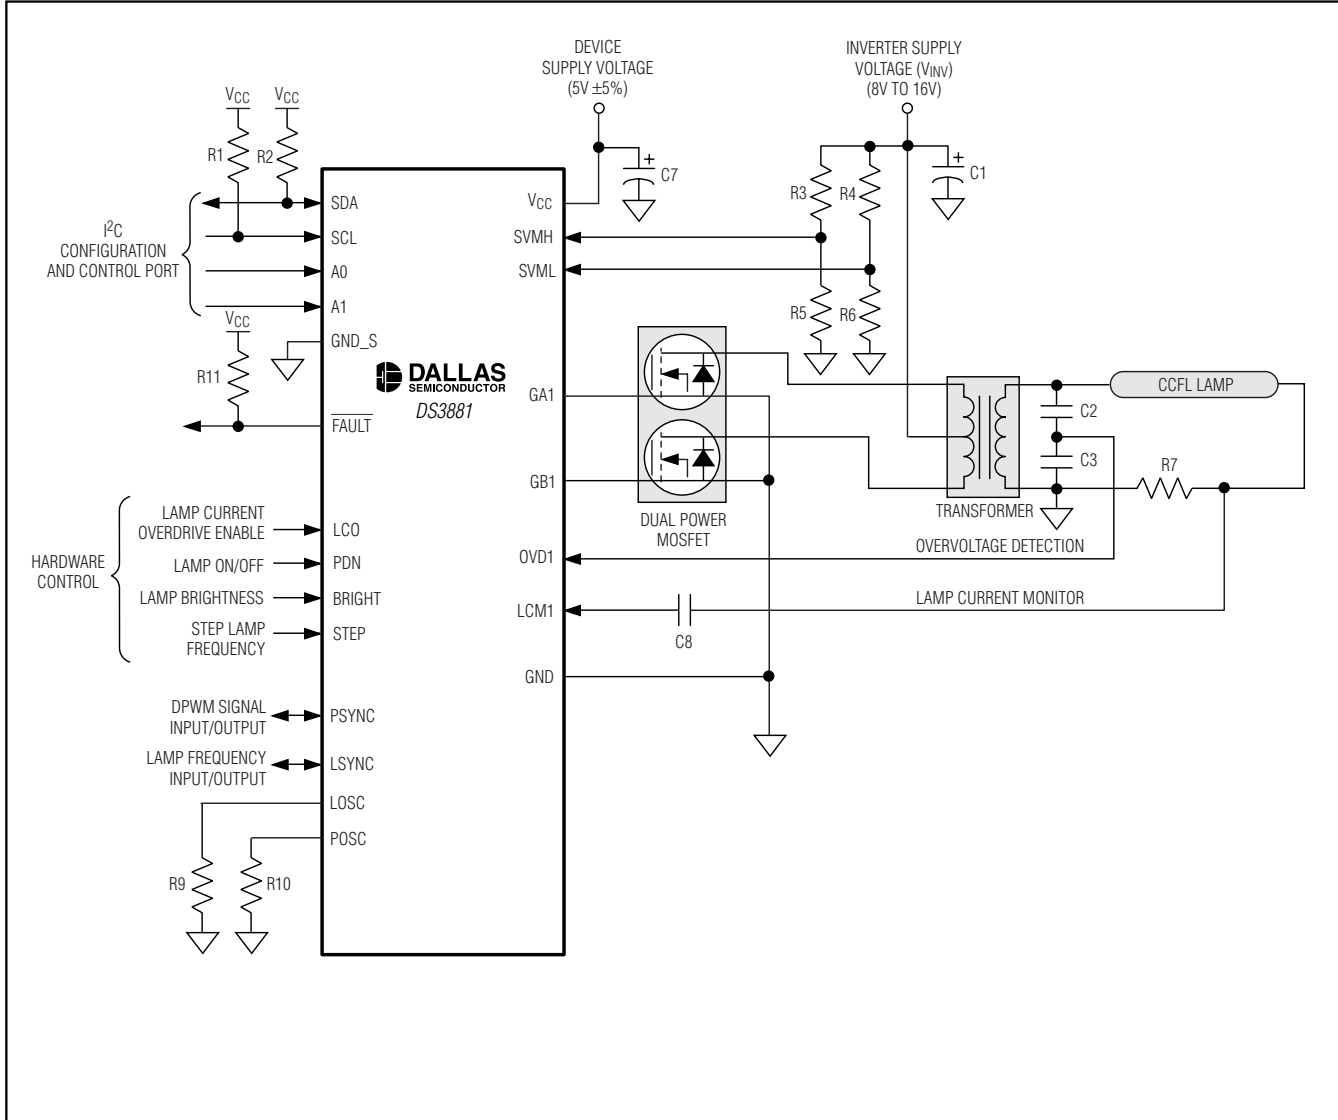 DEVICE
SUPPLY VOLTAGE
(5V ±5%)
INVERTER SUPPLY
VOLTAGE (VINV)
(8V TO 16V)
VCC
VCC
R1
R2
C7
R3
R4
C1
I2C
CONFIGURATION
AND CONTROL PORT
SDA
SCL
A0
A1
GND_S
VCC
SVMH
SVML
R5
R6
VCC
R11
DALLAS
SEMICONDUCTOR
DS3881
FAULT
GA1
GB1
DUAL POWER
MOSFET
TRANSFORMER
CCFL LAMP
C2
C3
R7
HARDWARE
CONTROL
LAMP CURRENT
OVERDRIVE ENABLE
LCO
LAMP ON/OFF
PDN
LAMP BRIGHTNESS
BRIGHT
STEP LAMP
FREQUENCY
STEP
OVD1
OVERVOLTAGE DETECTION
LCM1
C8
LAMP CURRENT MONITOR
GND
DPWM SIGNAL
INPUT/OUTPUT
PSYNC
LAMP FREQUENCY
INPUT/OUTPUT
LSYNC
LOSC
POSC
R9
R10